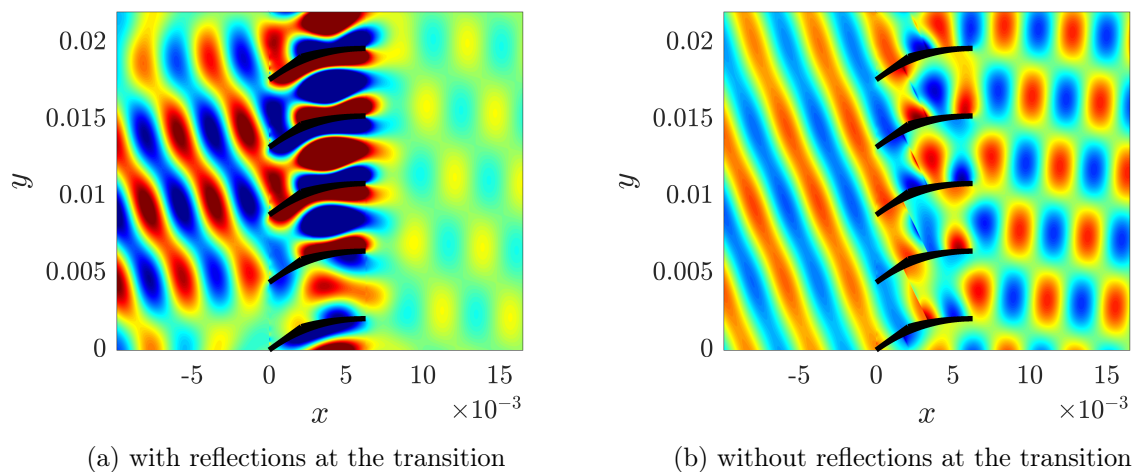 0.02
0.015
0.01
0.005
0
y
-5 0 5 10 15
×10−3
x
(a) with reflections at the transition
0.02
0.015
0.01
0.005
0
y
-5 0 5 10 15
×10−3
x
(b) without reflections at the transition